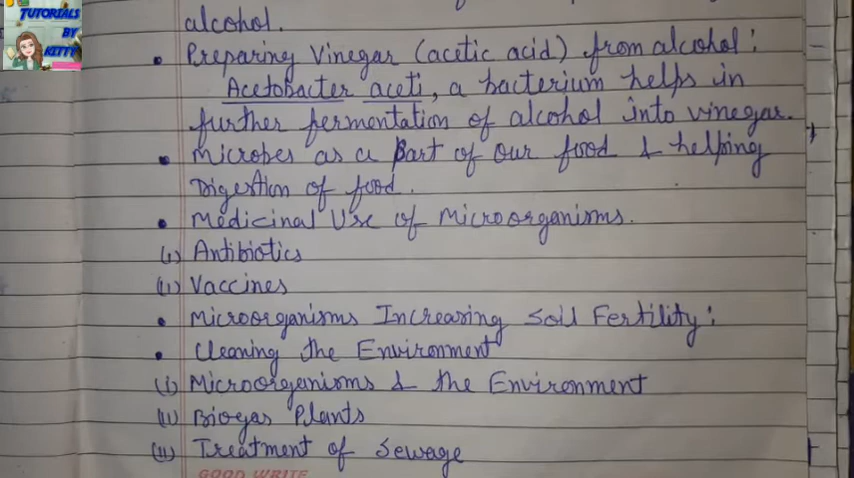 TUTORIALS
BY
KITTY
alcohol.
• Preparing Vinegar (acetic acid) from alcohol:
Acetobacter aceti, a bacterium helps in
further fermentation of alcohol into vinegar.
• Microbes as a Part of our food & helping
Digestion of food.
• Medicinal Use of Microorganisms.
(i) Antibiotics
(ii) Vaccines
• Microorganisms Increasing Soil Fertility:
• Cleaning the Environment
(i) Microorganisms & the Environment
(ii) Biogas Plants
(iii) Treatment of Sewage
GOOD WRITE